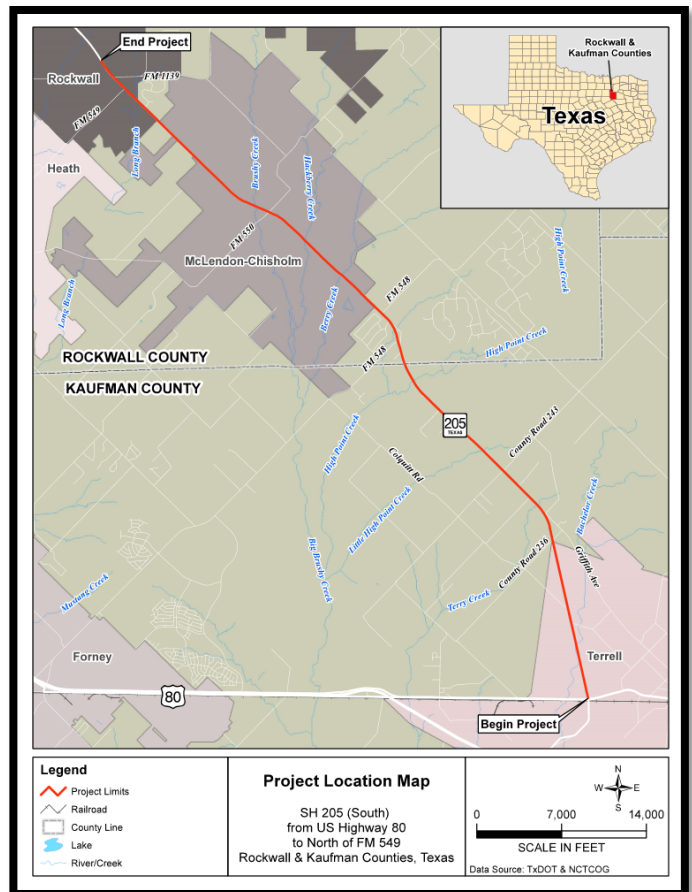 End Project
Rockwall
FM 1139
FM 549
Long Branch
Heath
Brushy Creek
Hackberry Creek
FM 550
McLendon-Chisholm
Long Branch
Berry Creek
FM 548
High Point Creek
Rockwall &
Kaufman Counties
Texas
ROCKWALL COUNTY
KAUFMAN COUNTY
FM 548
High Point Creek
205
TEXAS
County Road 243
High Point Creek
Colquitt Rd
Little High Point Creek
Bachelor Creek
Big Brushy Creek
County Road 236
Griffith Ave
Terry Creek
Mustang Creek
Forney
Terrell
80
Begin Project
Legend
Project Limits
Railroad
County Line
Lake
River/Creek
Project Location Map
SH 205 (South)
from US Highway 80
to North of FM 549
Rockwall & Kaufman Counties, Texas
N
W
E
S
0 7,000 14,000
SCALE IN FEET
Data Source: TxDOT & NCTCOG